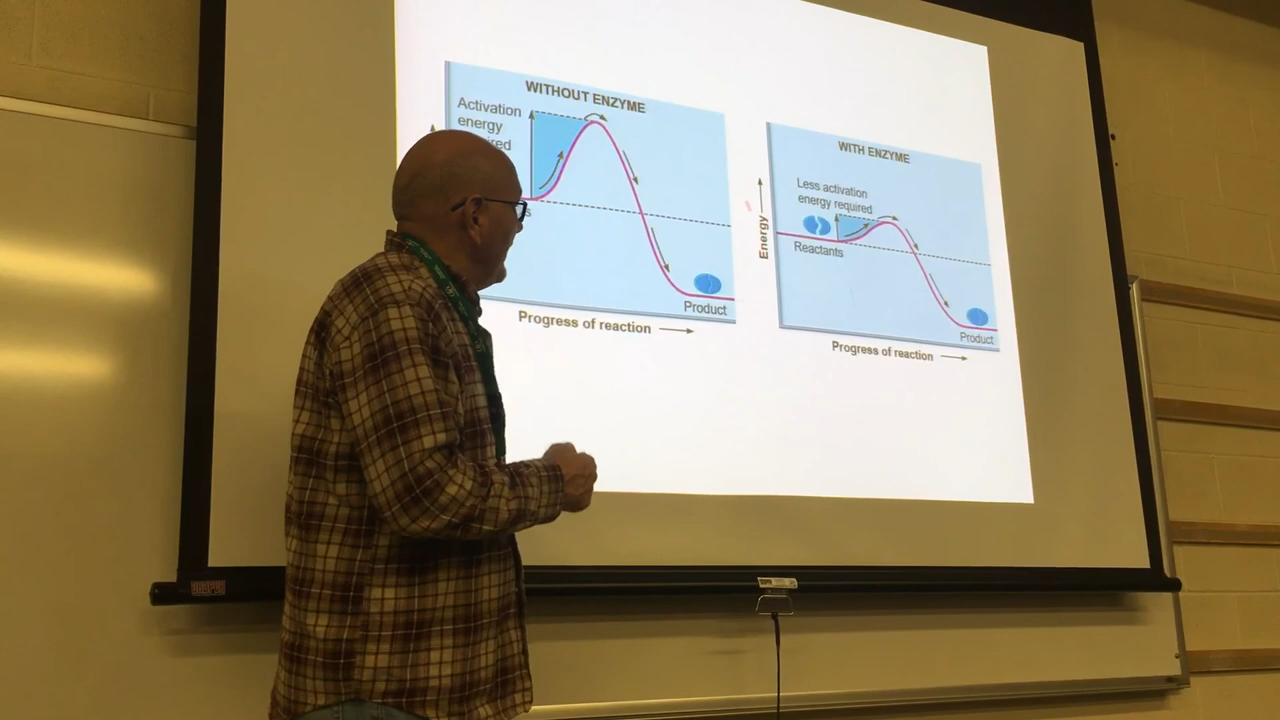 WITHOUT ENZYME
Activation
energy
Product
Progress of reaction
WITH ENZYME
Less activation
energy required
Energy
Reactants
Product
Progress of reaction